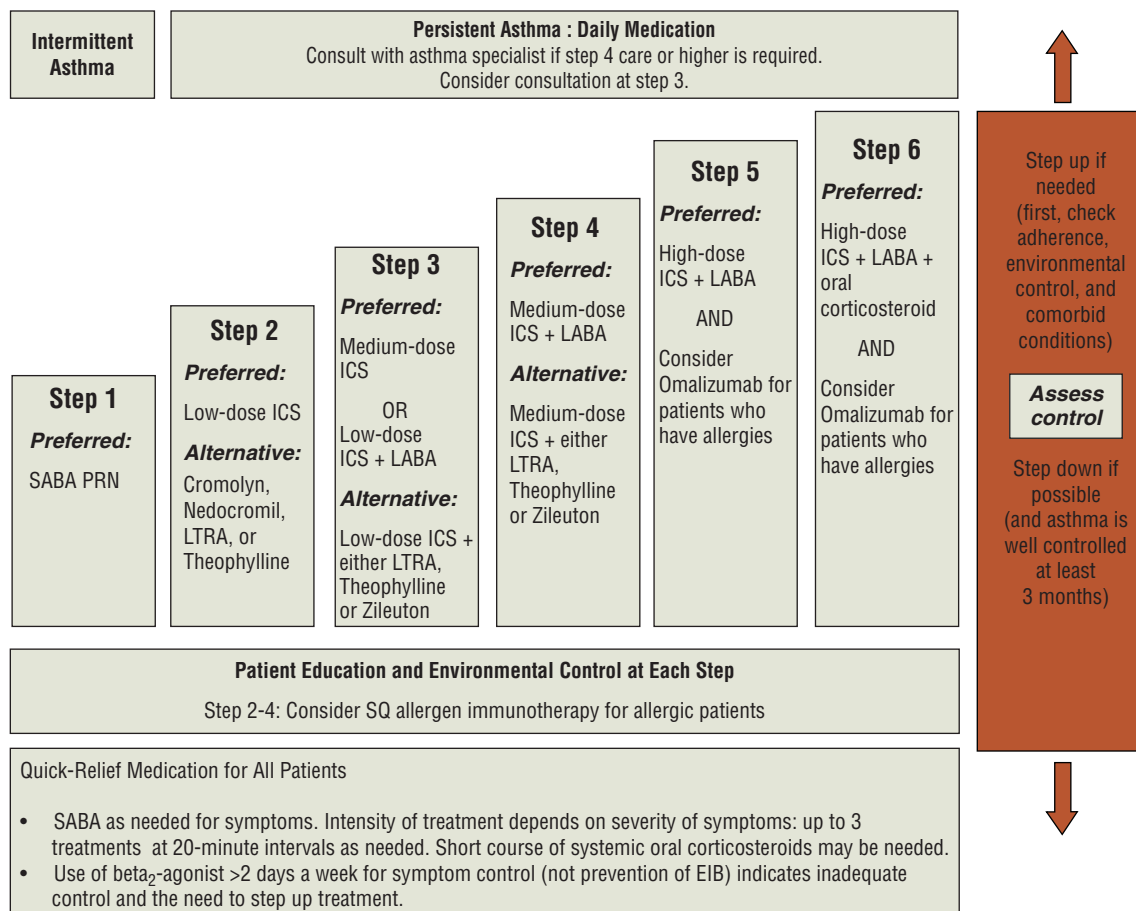 Intermittent
Asthma
Persistent Asthma : Daily Medication
Consult with asthma specialist if step 4 care or higher is required.
Consider consultation at step 3.
Step 1
Preferred:
SABA PRN
Step 2
Preferred:
Low-dose ICS
Alternative:
Cromolyn,
Nedocromil,
LTRA, or
Theophylline
Step 3
Preferred:
Medium-dose
ICS
OR
Low-dose
ICS + LABA
Alternative:
Low-dose ICS +
either LTRA,
Theophylline
or Zileuton
Step 4
Preferred:
Medium-dose
ICS + LABA
Alternative:
Medium-dose
ICS + either
LTRA,
Theophylline
or Zileuton
Step 5
Preferred:
High-dose
ICS + LABA
AND
Consider
Omalizumab for
patients who
have allergies
Step 6
Preferred:
High-dose
ICS + LABA +
oral
corticosteroid
AND
Consider
Omalizumab for
patients who
have allergies
Step up if
needed
(first, check
adherence,
environmental
control, and
comorbid
conditions)
Assess
control
Step down if
possible
(and asthma is
well controlled
at least
3 months)
Patient Education and Environmental Control at Each Step
Step 2-4: Consider SQ allergen immunotherapy for allergic patients
Quick-Relief Medication for All Patients
• SABA as needed for symptoms. Intensity of treatment depends on severity of symptoms: up to 3
treatments at 20-minute intervals as needed. Short course of systemic oral corticosteroids may be needed.
• Use of beta₂-agonist >2 days a week for symptom control (not prevention of EIB) indicates inadequate
control and the need to step up treatment.